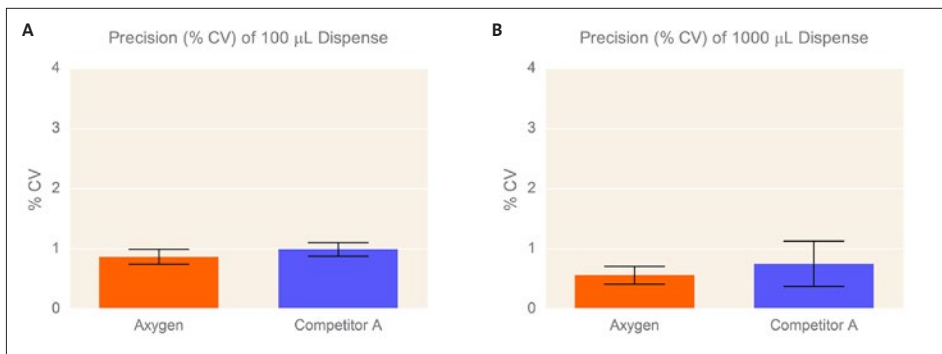 A
Precision (% CV) of 100 μL Dispense
4
3
2
1
0
% CV
Axygen
Competitor A
B
Precision (% CV) of 1000 μL Dispense
4
3
2
1
0
% CV
Axygen
Competitor A